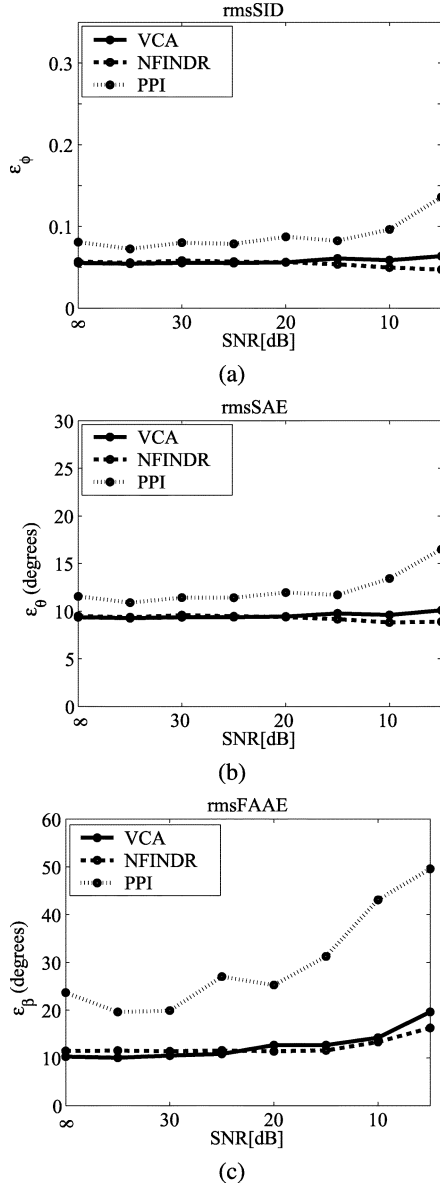 rmsSID
VCA
NFINDR
PPI
0.3
0.2
0.1
0
ε_ϕ
∞ 30 20 10
SNR[dB]
(a)
rmsSAE
VCA
NFINDR
PPI
30
25
20
15
10
5
0
ε_θ (degrees)
∞ 30 20 10
SNR[dB]
(b)
rmsFAAE
VCA
NFINDR
PPI
60
50
40
30
20
10
0
ε_β (degrees)
∞ 30 20 10
SNR[dB]
(c)